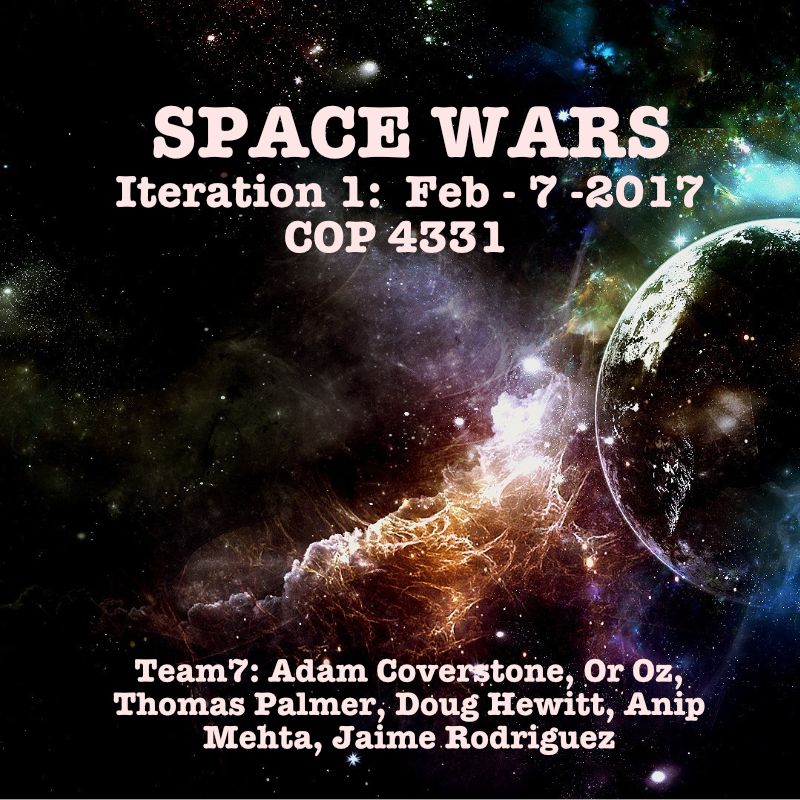 SPACE WARS
Iteration 1:  Feb - 7 -2017
COP 4331
Team7: Adam Coverstone, Or Oz,
Thomas Palmer, Doug Hewitt, Anip
Mehta, Jaime Rodriguez